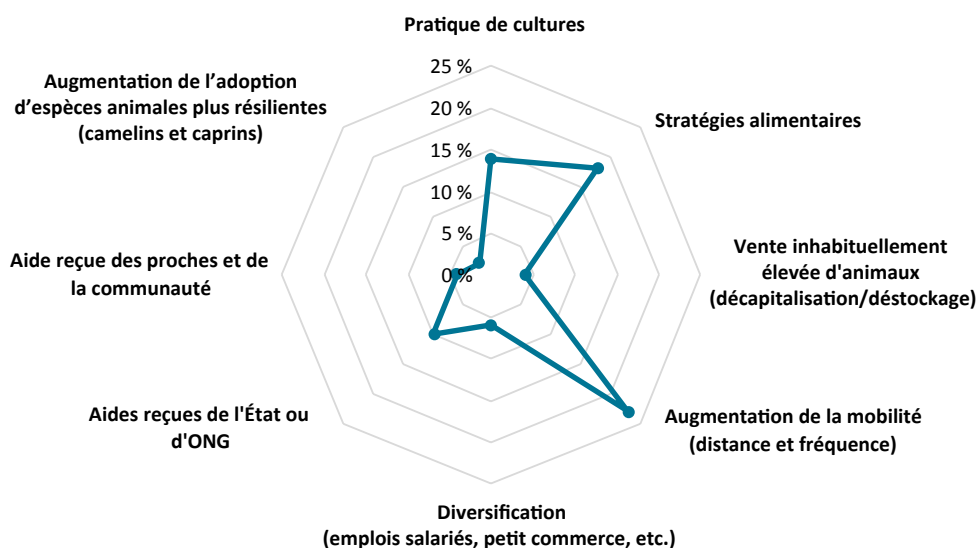 Pratique de cultures
25 %
20 %
15 %
10 %
5 %
0 %
Stratégies alimentaires
Vente inhabituellement
élevée d'animaux
(décapitalisation/déstockage)
Augmentation de la mobilité
(distance et fréquence)
Diversification
(emplois salariés, petit commerce, etc.)
Aides reçues de l'État ou
d'ONG
Aide reçue des proches et de
la communauté
Augmentation de l’adoption
d’espèces animales plus résilientes
(camelins et caprins)